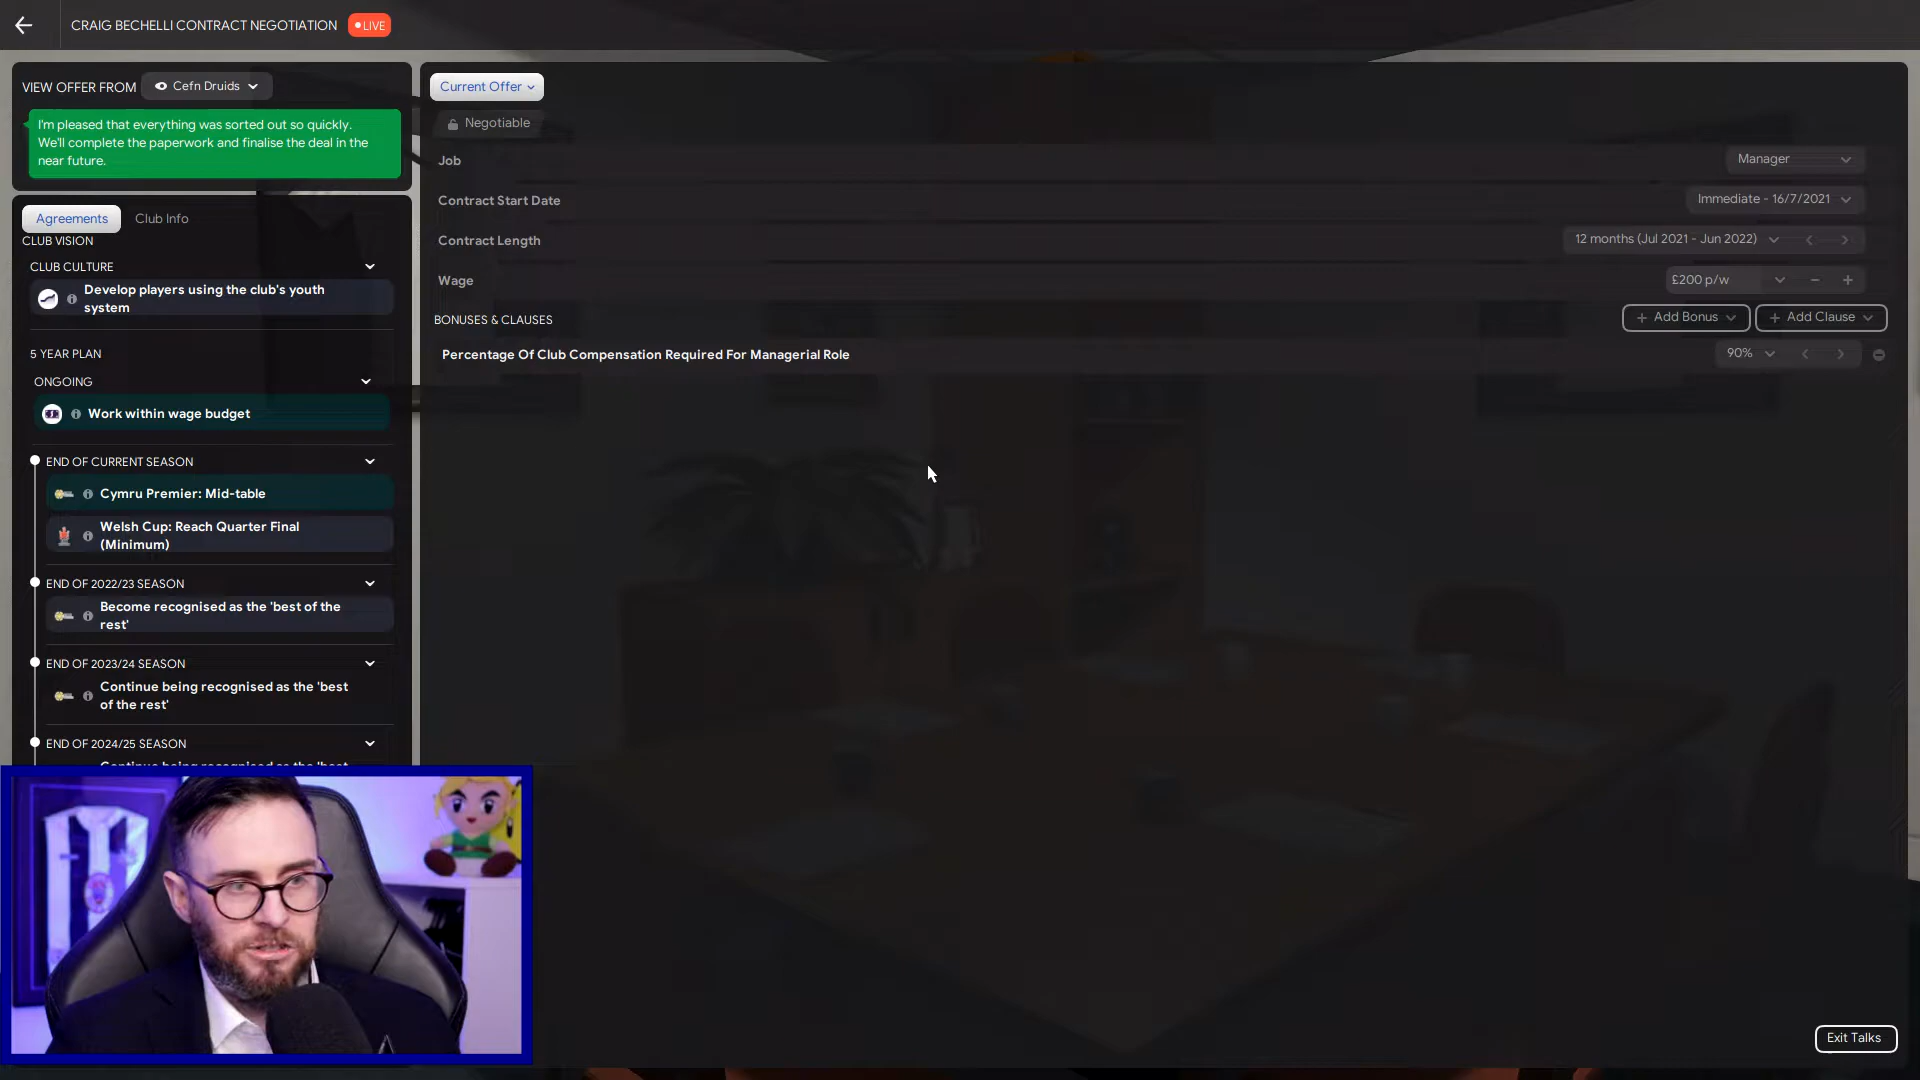 CRAIG BECHELLI CONTRACT NEGOTIATION
LIVE
VIEW OFFER FROM
Cefn Druids
I'm pleased that everything was sorted out so quickly.
We'll complete the paperwork and finalise the deal in the
near future.
Agreements
Club Info
CLUB VISION
CLUB CULTURE
Develop players using the club's youth
system
5 YEAR PLAN
ONGOING
Work within wage budget
END OF CURRENT SEASON
Cymru Premier: Mid-table
Welsh Cup: Reach Quarter Final
(Minimum)
END OF 2022/23 SEASON
Become recognised as the 'best of the
rest'
END OF 2023/24 SEASON
Continue being recognised as the 'best
of the rest'
END OF 2024/25 SEASON
Continue being recognised as the 'best
Current Offer
Negotiable
Job
Manager
Contract Start Date
Immediate - 16/7/2021
Contract Length
12 months (Jul 2021 - Jun 2022)
Wage
£200 p/w
BONUSES & CLAUSES
Add Bonus
Add Clause
Percentage Of Club Compensation Required For Managerial Role
90%
Exit Talks